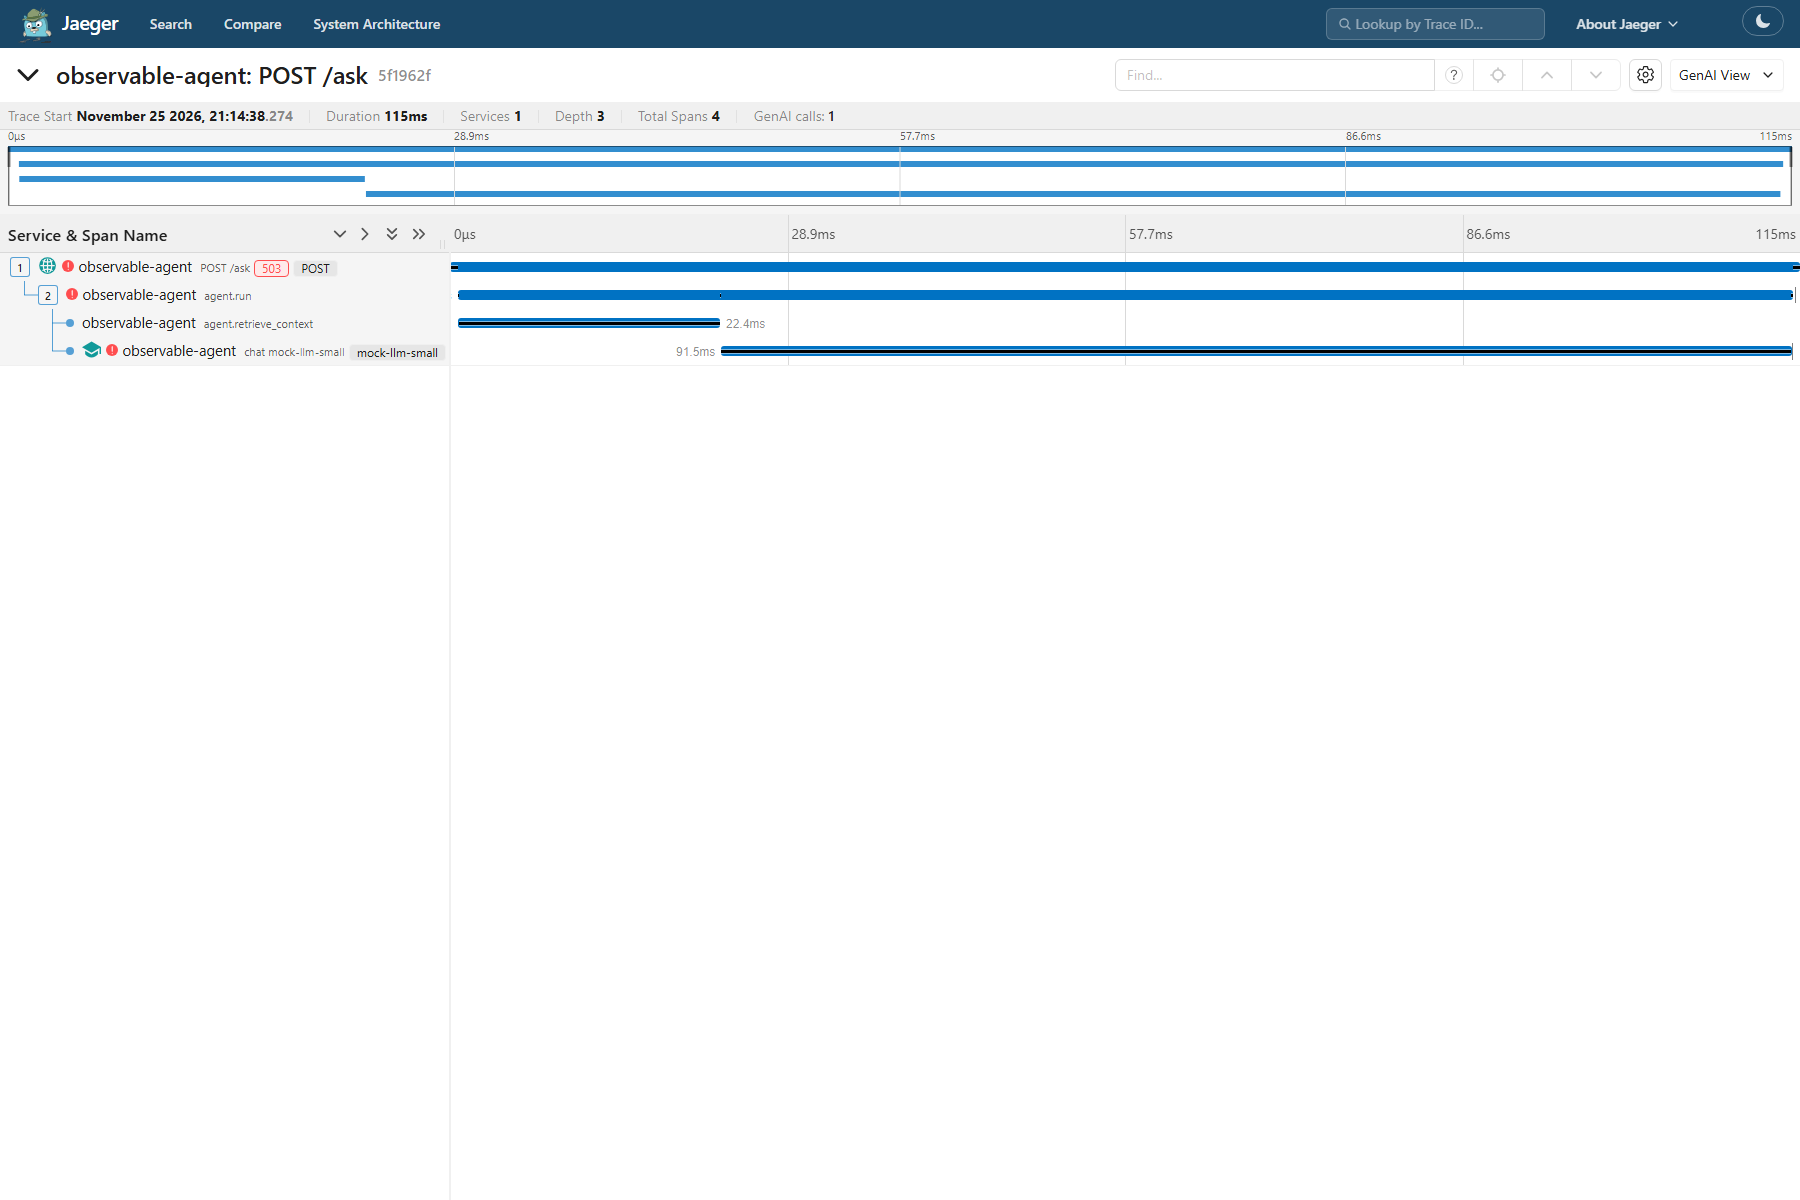 Jaeger Search Compare System Architecture Lookup by Trace ID... About Jaeger
observable-agent: POST /ask 5f1962f Find... ? GenAI View
Trace Start November 25 2026, 21:14:38.274 Duration 115ms Services 1 Depth 3 Total Spans 4 GenAI calls: 1
0μs 28.9ms 57.7ms 86.6ms 115ms
Service & Span Name 0μs 28.9ms 57.7ms 86.6ms 115ms
1 observable-agent POST /ask 503 POST
2 observable-agent agent.run
observable-agent agent.retrieve_context 22.4ms
observable-agent chat mock-llm-small mock-llm-small 91.5ms